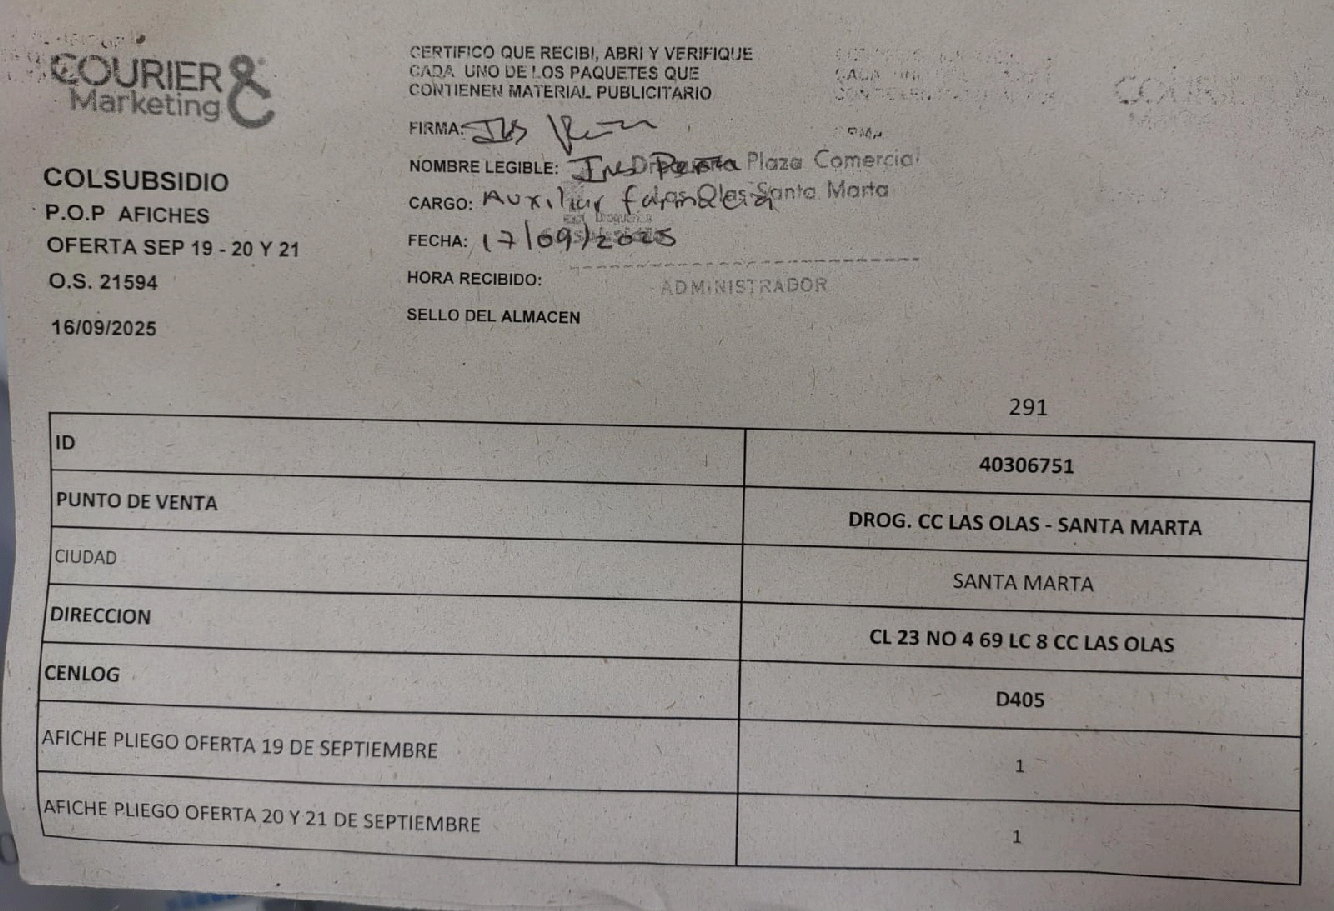 COURIER &
Marketing
COLSUBSIDIO
P.O.P AFICHES
OFERTA SEP 19 - 20 Y 21
O.S. 21594
16/09/2025
CERTIFICO QUE RECIBI, ABRI Y VERIFIQUE
CADA UNO DE LOS PAQUETES QUE
CONTIENEN MATERIAL PUBLICITARIO
FIRMA:
NOMBRE LEGIBLE: Plaza Comercial
CARGO: Auxiliar farmacia Las Olas Santa Marta
FECHA: 17/09/2025
HORA RECIBIDO:
ADMINISTRADOR
SELLO DEL ALMACEN
291
ID 40306751
PUNTO DE VENTA DROG. CC LAS OLAS - SANTA MARTA
CIUDAD SANTA MARTA
DIRECCION CL 23 NO 4 69 LC 8 CC LAS OLAS
CENLOG D405
AFICHE PLIEGO OFERTA 19 DE SEPTIEMBRE 1
AFICHE PLIEGO OFERTA 20 Y 21 DE SEPTIEMBRE 1